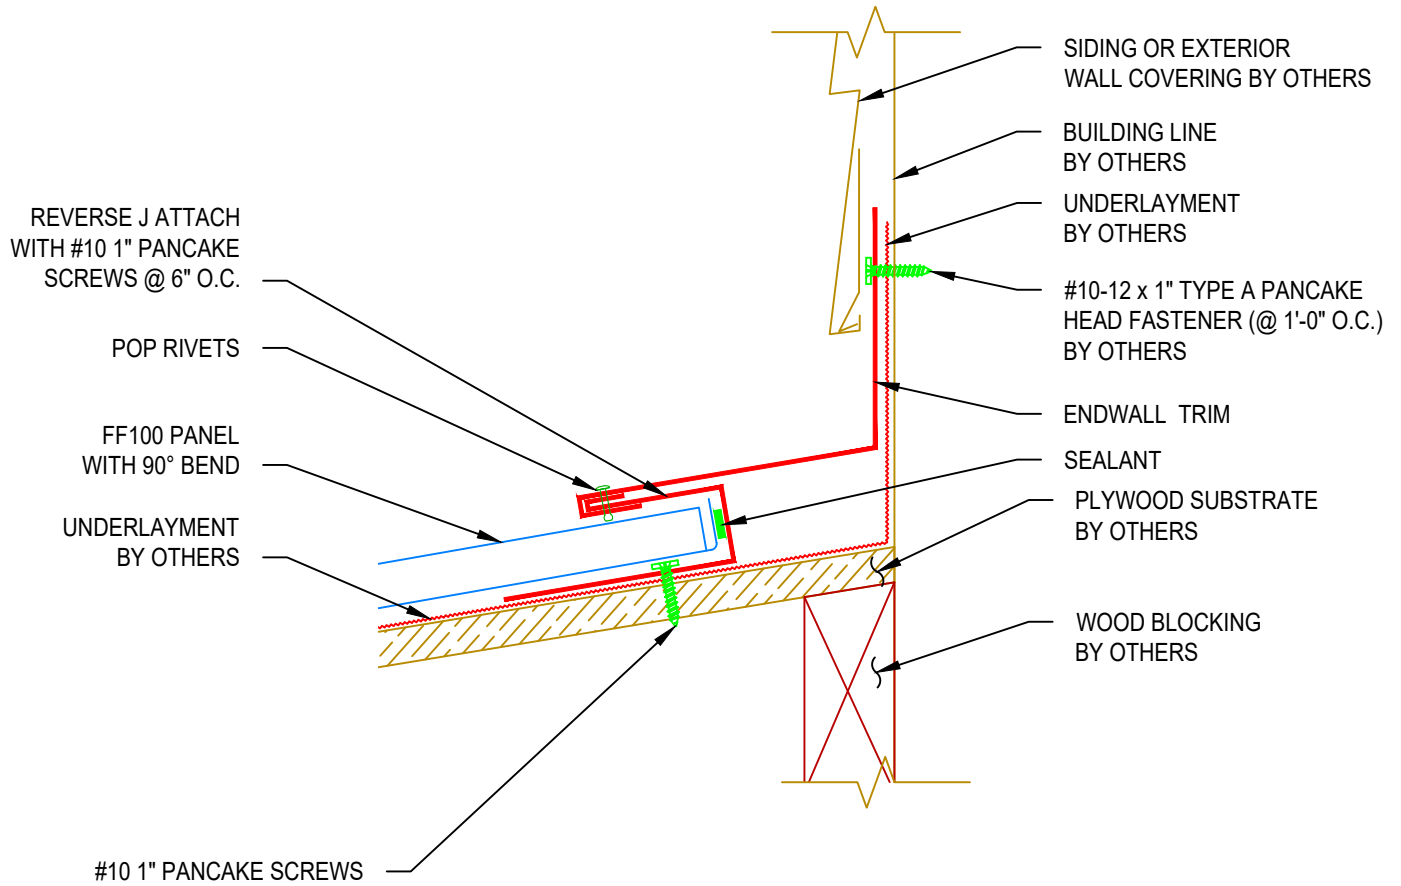 REVERSE J ATTACH
WITH #10 1" PANCAKE
SCREWS @ 6" O.C.
POP RIVETS
FF100 PANEL
WITH 90° BEND
UNDERLAYMENT
BY OTHERS
#10 1" PANCAKE SCREWS
SIDING OR EXTERIOR
WALL COVERING BY OTHERS
BUILDING LINE
BY OTHERS
UNDERLAYMENT
BY OTHERS
#10-12 x 1" TYPE A PANCAKE
HEAD FASTENER (@ 1'-0" O.C.)
BY OTHERS
ENDWALL TRIM
SEALANT
PLYWOOD SUBSTRATE
BY OTHERS
WOOD BLOCKING
BY OTHERS